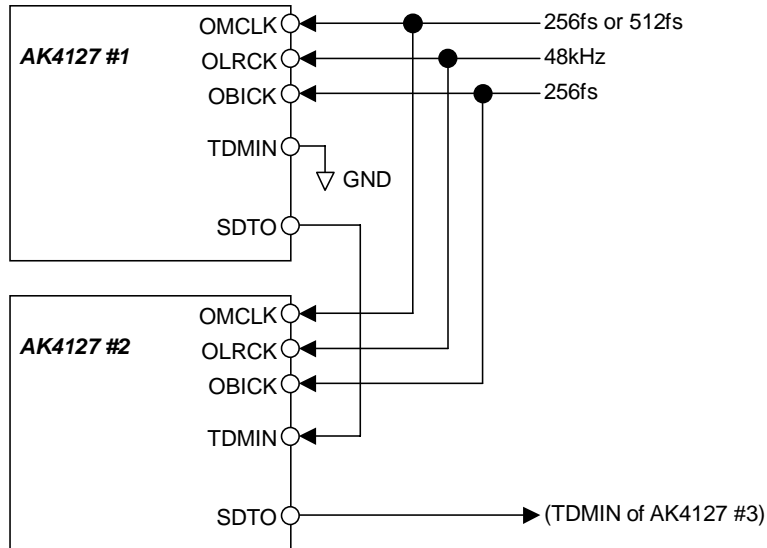 OMCLK 256fs or 512fs
AK4127 #1
OLRCK 48kHz
OBICK 256fs
TDMIN
GND
SDTO
OMCLK
AK4127 #2
OLRCK
OBICK
TDMIN
SDTO (TDMIN of AK4127 #3)